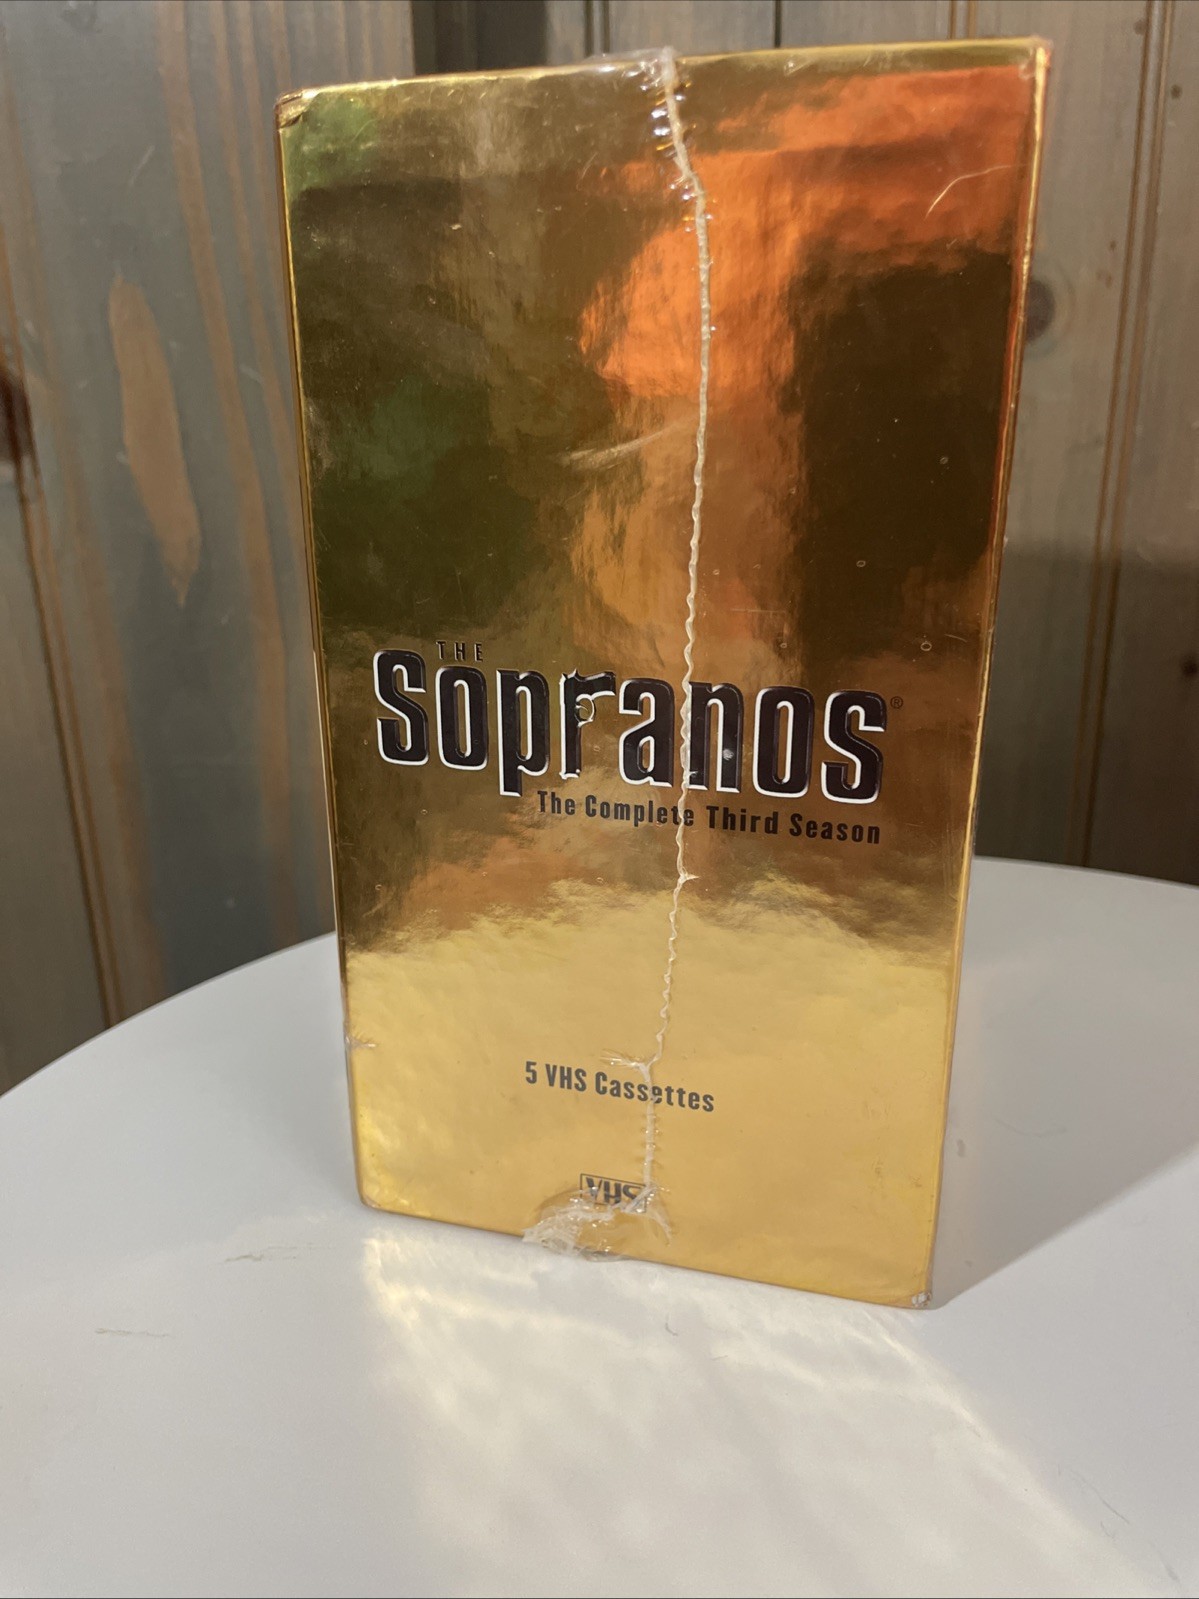 THE
Sopranos®
The Complete Third Season
5 VHS Cassettes
VHS